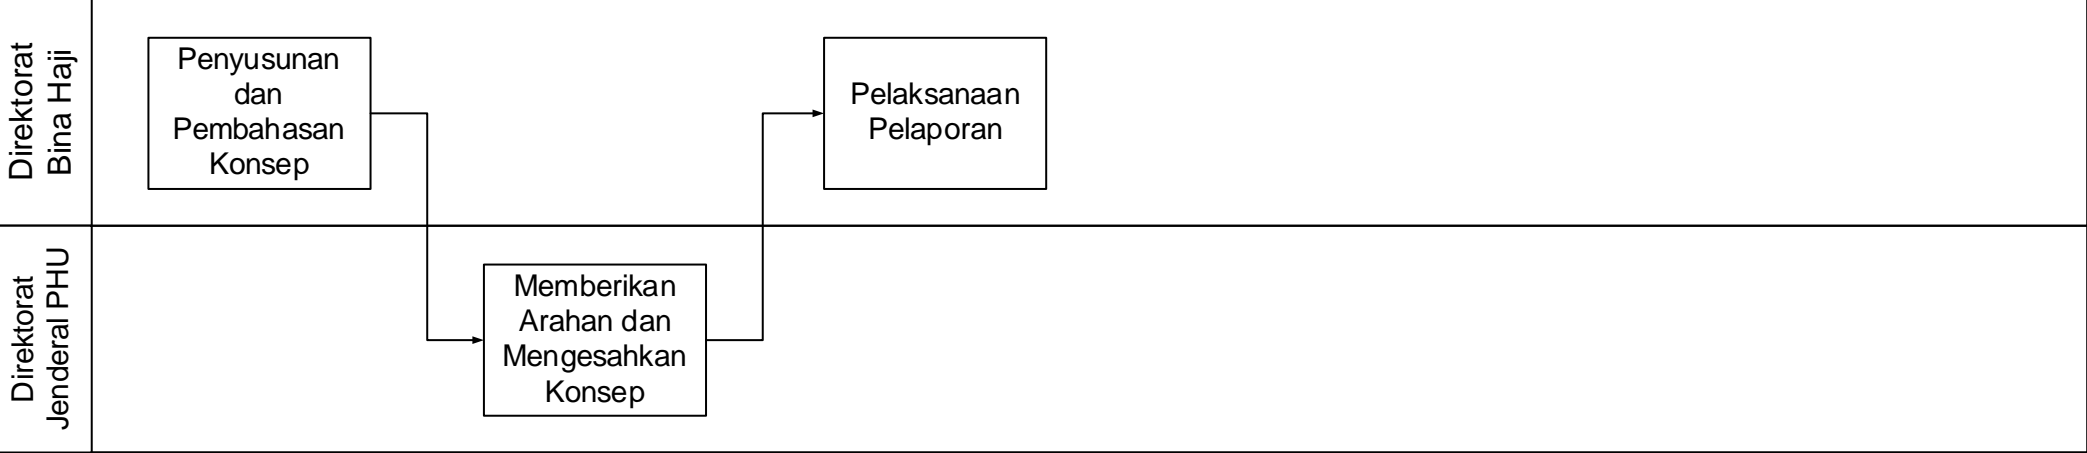 Direktorat
Bina Haji
Penyusunan
dan
Pembahasan
Konsep
Pelaksanaan
Pelaporan
Direktorat
Jenderal PHU
Memberikan
Arahan dan
Mengesahkan
Konsep